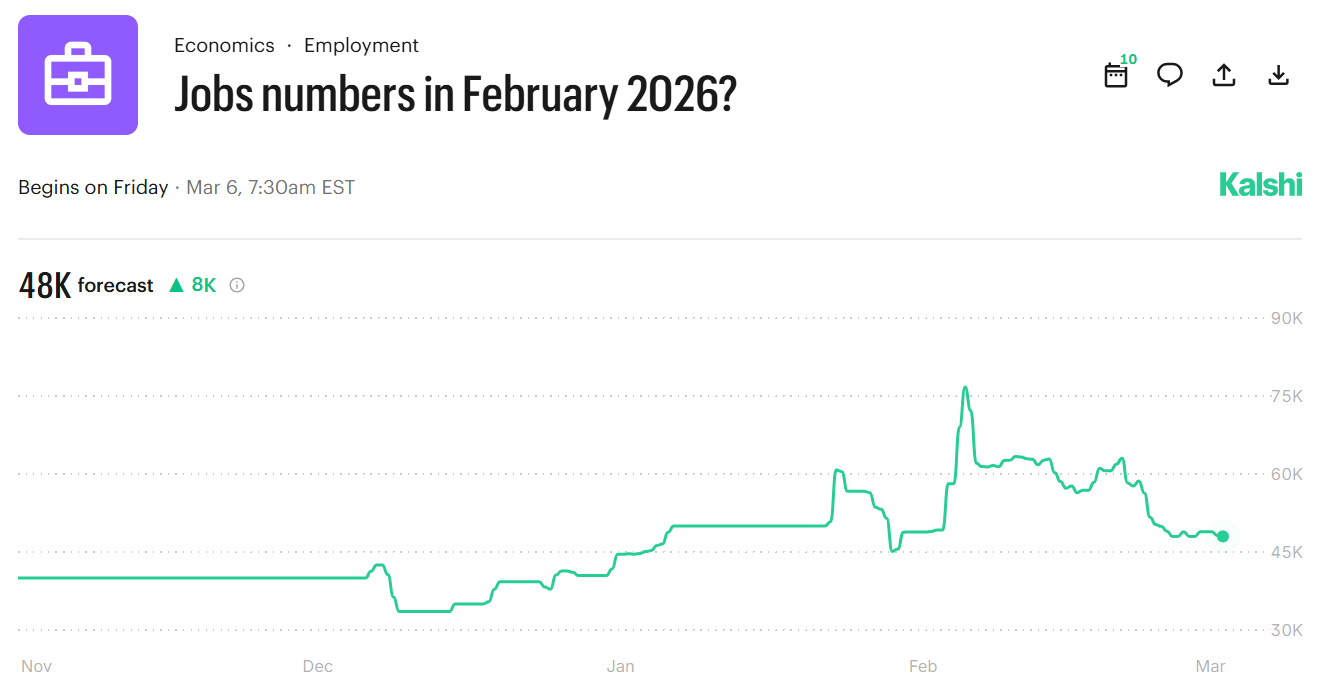 Economics · Employment
10
Jobs numbers in February 2026?
Begins on Friday · Mar 6, 7:30am EST
Kalshi
48K forecast ▲ 8K
90K
75K
60K
45K
30K
Nov Dec Jan Feb Mar